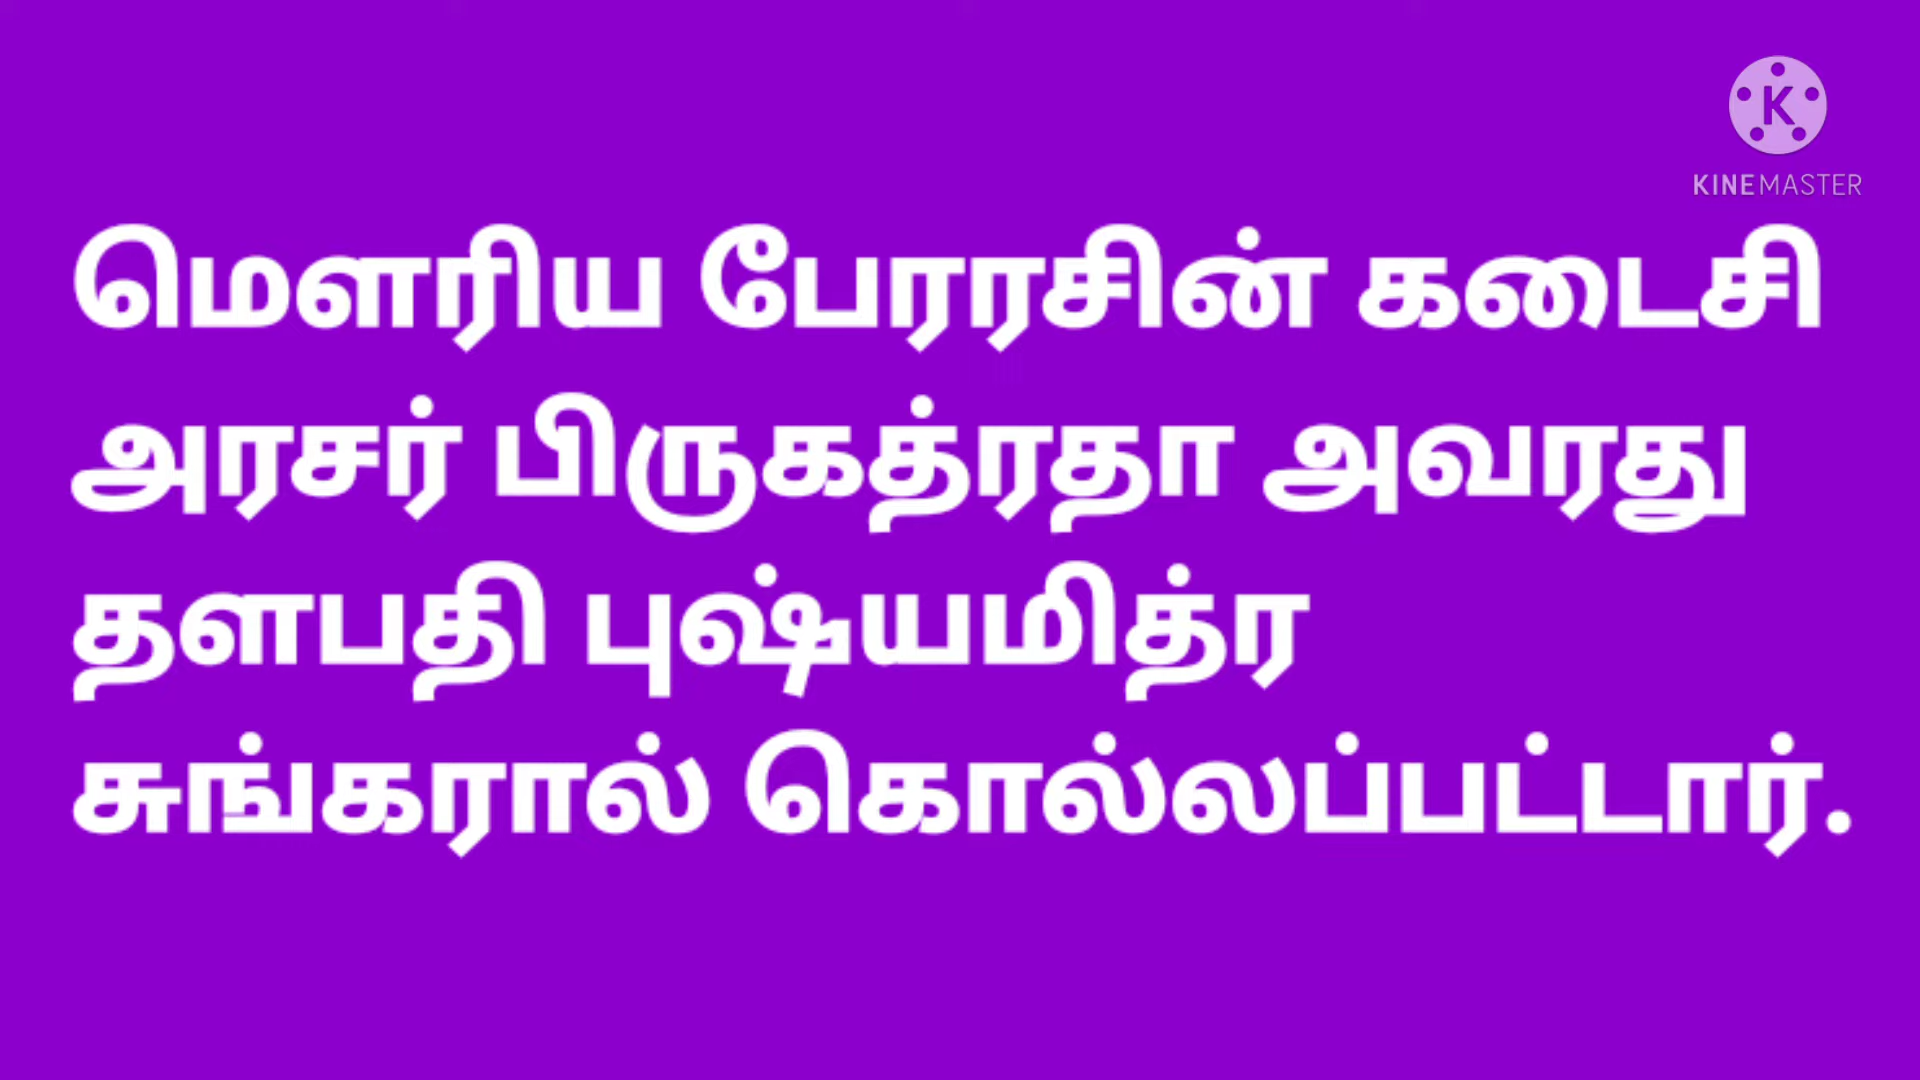 KINEMASTER
மௌரிய பேரரசின் கடைசி
அரசர் பிருகத்ரதா அவரது
தளபதி புஷ்யமித்ர
சுங்கரால் கொல்லப்பட்டார்.